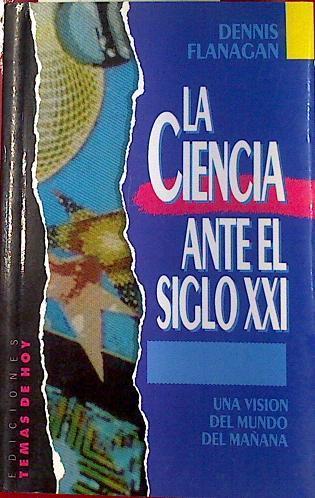 DENNIS
FLANAGAN
LA
CIENCIA
ANTE EL
SIGLO XXI
UNA VISION
DEL MUNDO
DEL MAÑANA
EDICIONES
TEMAS DE HOY